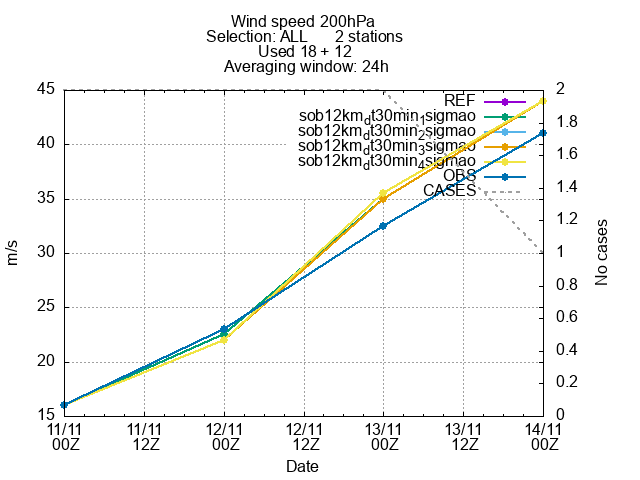 Wind speed 200hPa
Selection: ALL 2 stations
Used 18 + 12
Averaging window: 24h
45
40
35
30
25
20
15
m/s
2
1.8
1.6
1.4
1.2
1
0.8
0.6
0.4
0.2
0
No cases
REF
sob12km_dt30min_1sigmao
sob12km_dt30min_2sigmao
sob12km_dt30min_3sigmao
sob12km_dt30min_4sigmao
OBS
CASES
11/11 11/11 12/11 12/11 13/11 13/11 14/11
00Z 12Z 00Z 12Z 00Z 12Z 00Z
Date